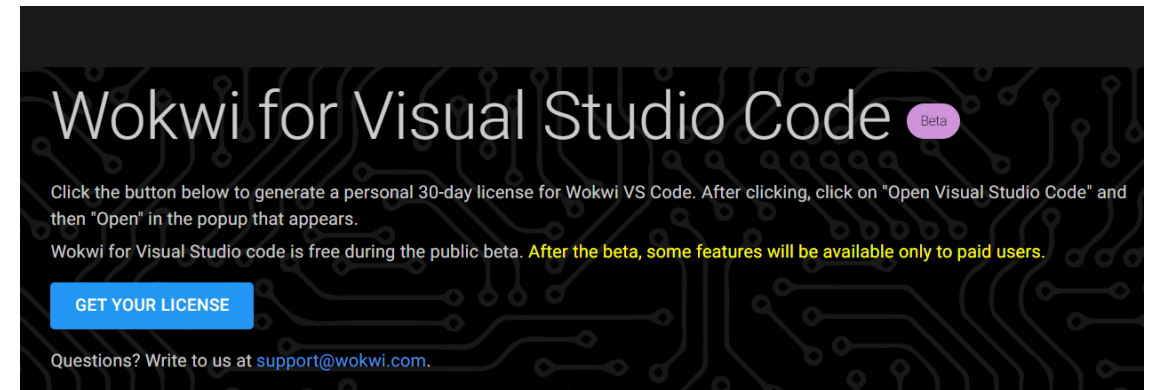 Wokwi for Visual Studio Code Beta
Click the button below to generate a personal 30-day license for Wokwi VS Code. After clicking, click on "Open Visual Studio Code" and
then "Open" in the popup that appears.
Wokwi for Visual Studio code is free during the public beta. After the beta, some features will be available only to paid users.
GET YOUR LICENSE
Questions? Write to us at support@wokwi.com.